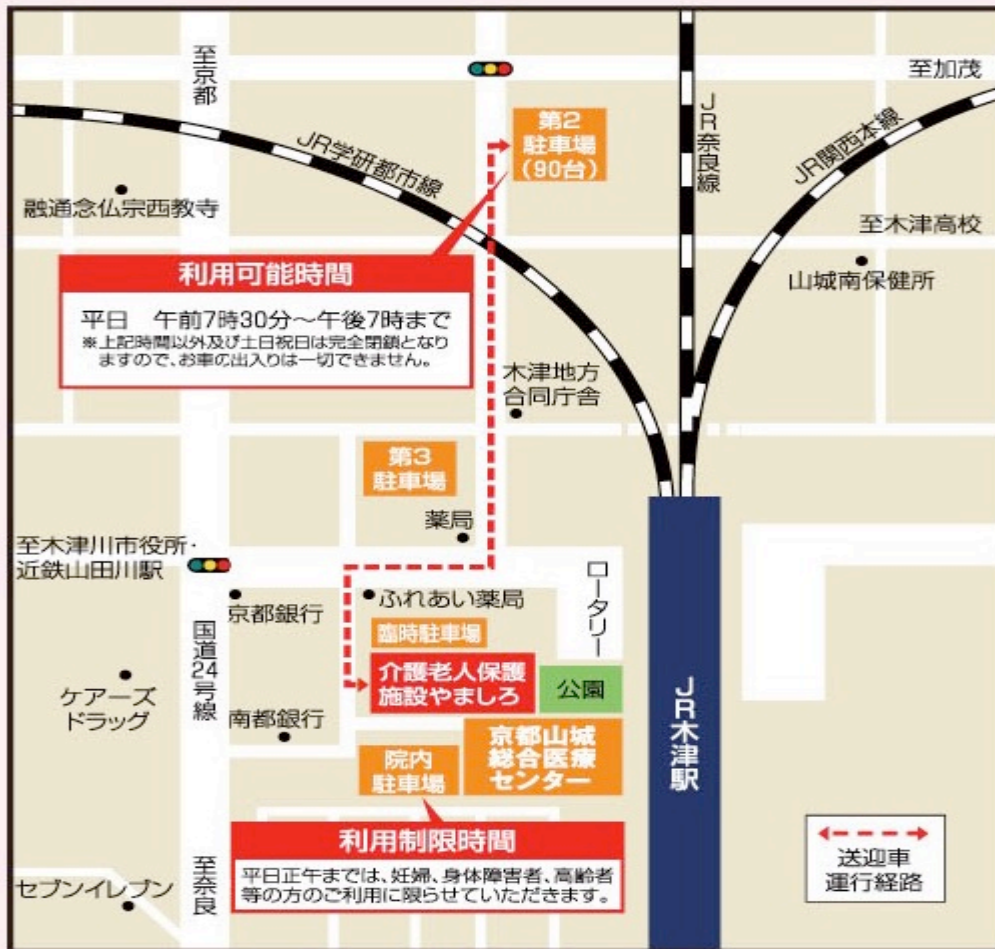 至京都
至加茂
第2
駐車場
(90台)
JR学研都市線
JR奈良線
JR関西本線
融通念仏宗西教寺
至木津高校
山城南保健所
利用可能時間
平日　午前7時30分～午後7時まで
※上記時間以外及び土日祝日は完全閉鎖となり
ますので、お車の出入りは一切できません。
木津地方
合同庁舎
第3
駐車場
薬局
至木津川市役所・
近鉄山田川駅
ロータリー
京都銀行
ふれあい薬局
国道24号線
臨時駐車場
介護老人保護
施設やましろ
公園
ケアーズ
ドラッグ
南都銀行
JR木津駅
京都山城
総合医療
センター
院内
駐車場
利用制限時間
平日正午までは、妊婦、身体障害者、高齢者
等の方のご利用に限らせていただきます。
送迎車
運行経路
至奈良
セブンイレブン